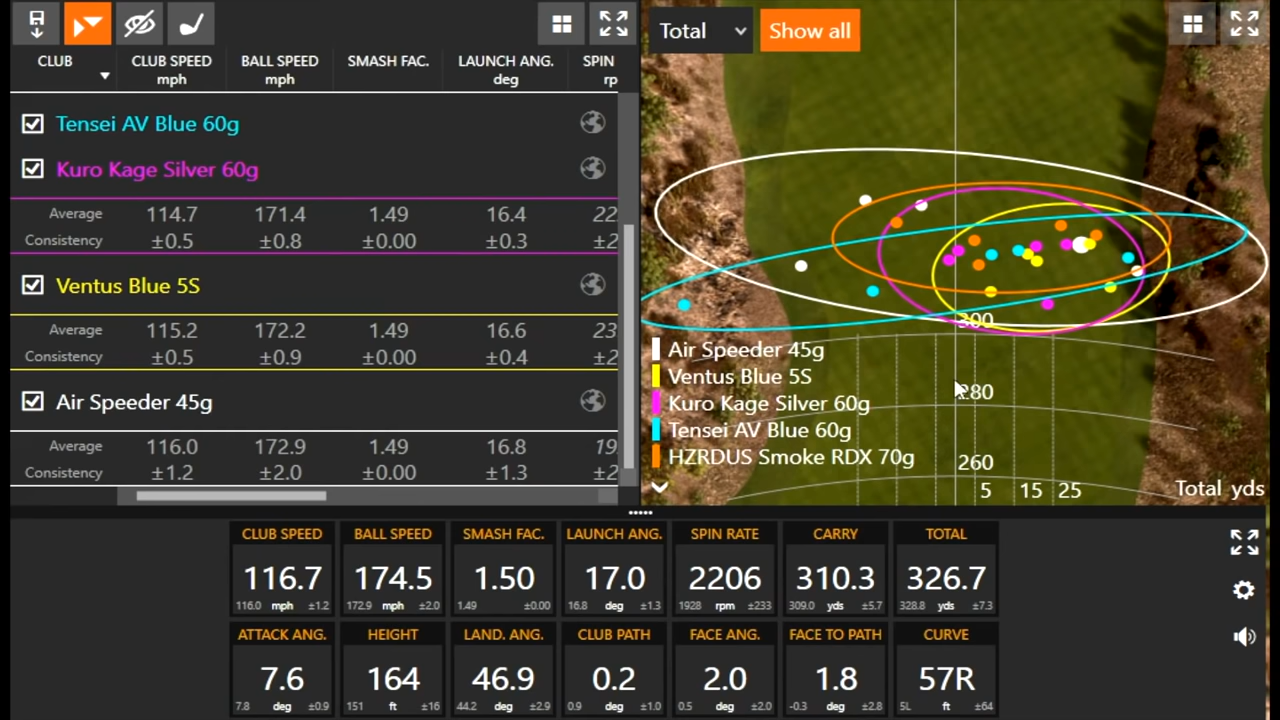 CLUB CLUB SPEED BALL SPEED SMASH FAC. LAUNCH ANG. SPIN
mph mph deg rp
Tensei AV Blue 60g
Kuro Kage Silver 60g
Average 114.7 171.4 1.49 16.4 22
Consistency ±0.5 ±0.8 ±0.00 ±0.3 ±2
Ventus Blue 5S
Average 115.2 172.2 1.49 16.6 23
Consistency ±0.5 ±0.9 ±0.00 ±0.4 ±2
Air Speeder 45g
Average 116.0 172.9 1.49 16.8 19
Consistency ±1.2 ±2.0 ±0.00 ±1.3 ±2
Total Show all
300
280
260
5 15 25
Total yds
Air Speeder 45g
Ventus Blue 5S
Kuro Kage Silver 60g
Tensei AV Blue 60g
HZRDUS Smoke RDX 70g
CLUB SPEED BALL SPEED SMASH FAC. LAUNCH ANG. SPIN RATE CARRY TOTAL
116.7 174.5 1.50 17.0 2206 310.3 326.7
116.0 mph ±1.2 172.9 mph ±2.0 1.49 ±0.00 16.8 deg ±1.3 1928 rpm ±233 309.0 yds ±5.7 328.8 yds ±7.3
ATTACK ANG. HEIGHT LAND. ANG. CLUB PATH FACE ANG. FACE TO PATH CURVE
7.6 164 46.9 0.2 2.0 1.8 57R
7.8 deg ±0.9 151 ft ±16 44.2 deg ±2.9 0.9 deg ±1.0 0.5 deg ±2.0 -0.3 deg ±2.8 5L ft ±64